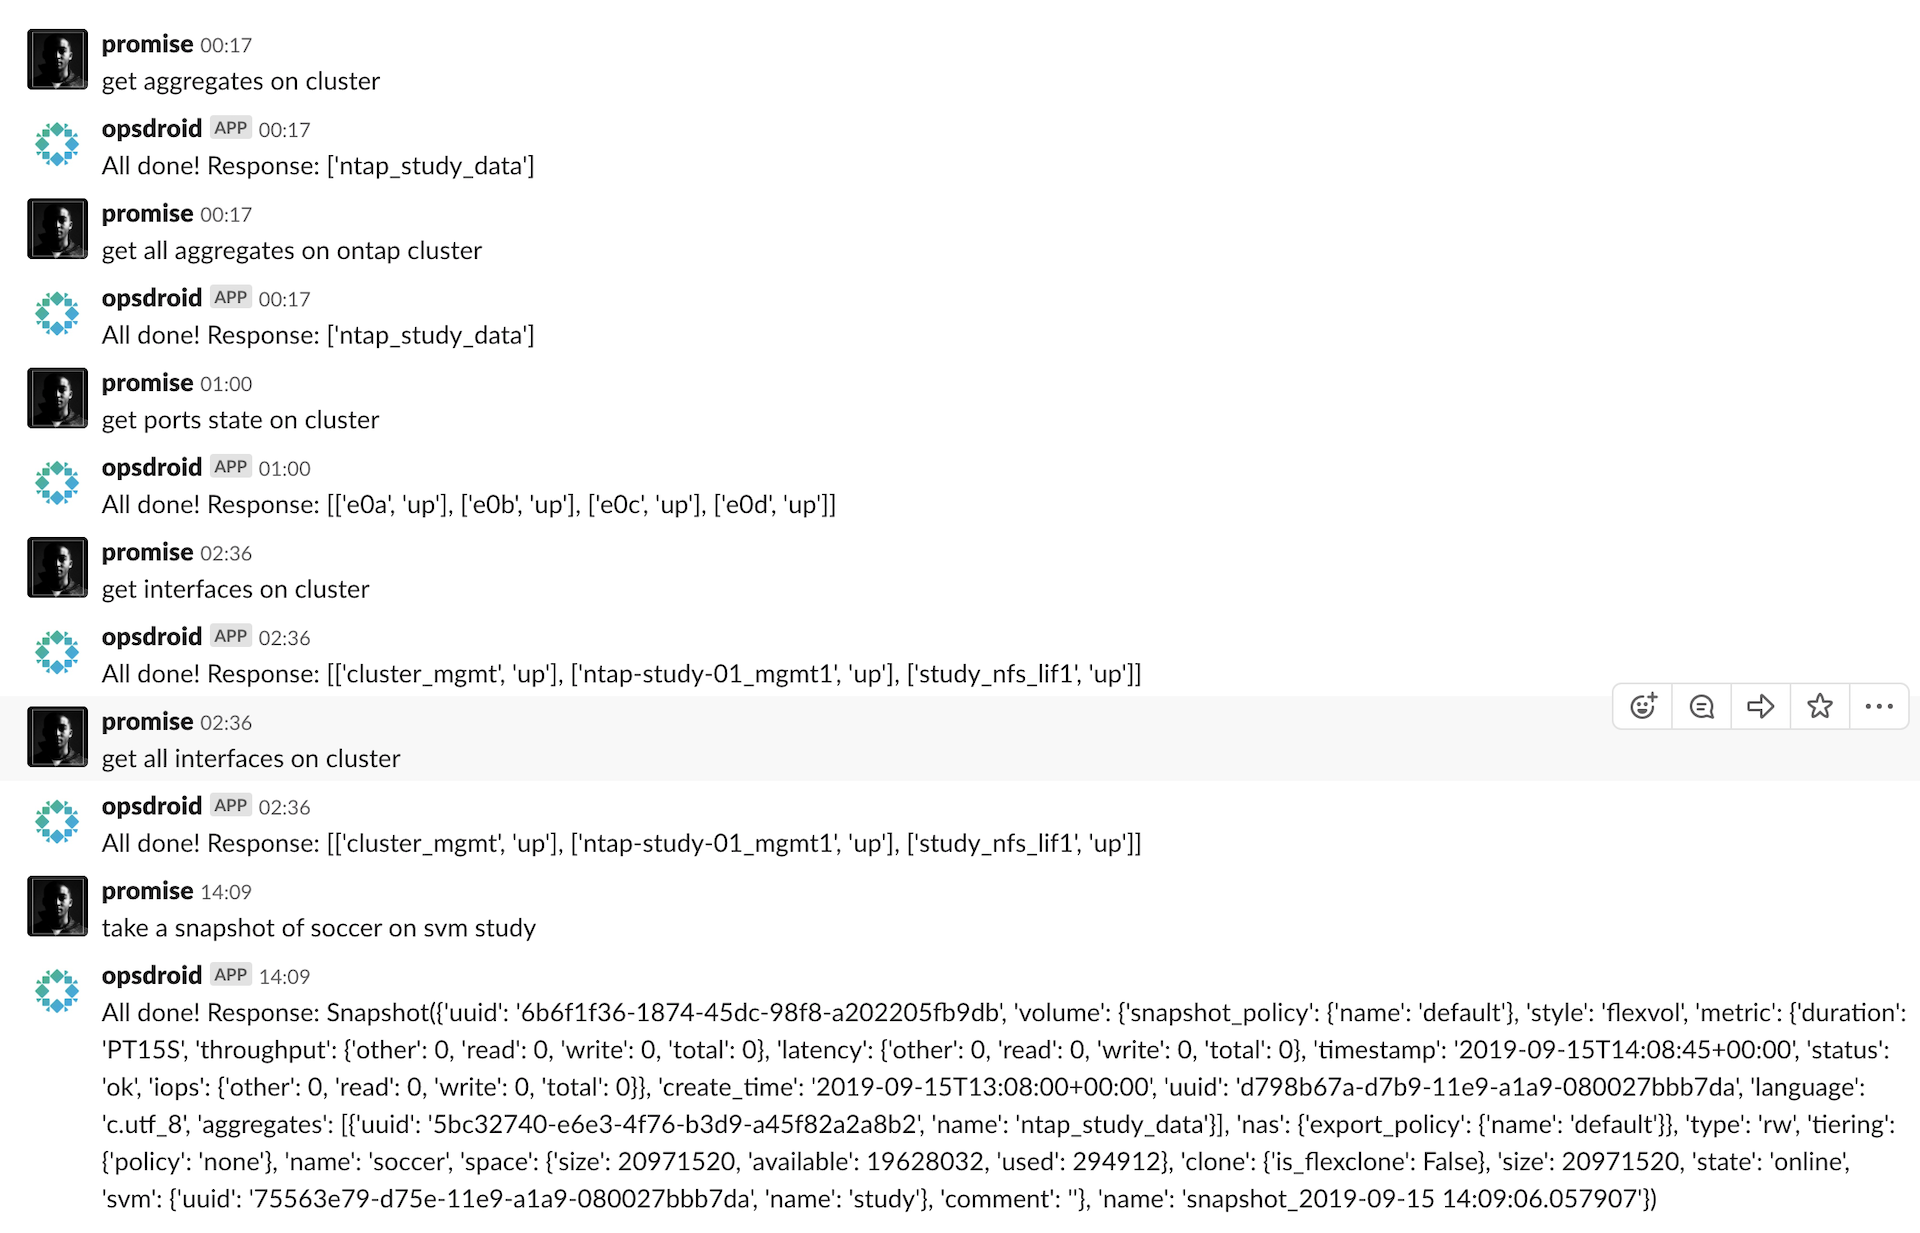 promise 00:17
get aggregates on cluster
opsdroid APP 00:17
All done! Response: ['ntap_study_data']
promise 00:17
get all aggregates on ontap cluster
opsdroid APP 00:17
All done! Response: ['ntap_study_data']
promise 01:00
get ports state on cluster
opsdroid APP 01:00
All done! Response: [['e0a', 'up'], ['e0b', 'up'], ['e0c', 'up'], ['e0d', 'up']]
promise 02:36
get interfaces on cluster
opsdroid APP 02:36
All done! Response: [['cluster_mgmt', 'up'], ['ntap-study-01_mgmt1', 'up'], ['study_nfs_lif1', 'up']]
promise 02:36
get all interfaces on cluster
opsdroid APP 02:36
All done! Response: [['cluster_mgmt', 'up'], ['ntap-study-01_mgmt1', 'up'], ['study_nfs_lif1', 'up']]
promise 14:09
take a snapshot of soccer on svm study
opsdroid APP 14:09
All done! Response: Snapshot({'uuid': '6b6f1f36-1874-45dc-98f8-a202205fb9db', 'volume': {'snapshot_policy': {'name': 'default'}, 'style': 'flexvol', 'metric': {'duration':
'PT15S', 'throughput': {'other': 0, 'read': 0, 'write': 0, 'total': 0}, 'latency': {'other': 0, 'read': 0, 'write': 0, 'total': 0}, 'timestamp': '2019-09-15T14:08:45+00:00', 'status':
'ok', 'iops': {'other': 0, 'read': 0, 'write': 0, 'total': 0}}, 'create_time': '2019-09-15T13:08:00+00:00', 'uuid': 'd798b67a-d7b9-11e9-a1a9-080027bbb7da', 'language':
'c.utf_8', 'aggregates': [{'uuid': '5bc32740-e6e3-4f76-b3d9-a45f82a2a8b2', 'name': 'ntap_study_data'}], 'nas': {'export_policy': {'name': 'default'}}, 'type': 'rw', 'tiering':
{'policy': 'none'}, 'name': 'soccer', 'space': {'size': 20971520, 'available': 19628032, 'used': 294912}, 'clone': {'is_flexclone': False}, 'size': 20971520, 'state': 'online',
'svm': {'uuid': '75563e79-d75e-11e9-a1a9-080027bbb7da', 'name': 'study'}, 'comment': ''}, 'name': 'snapshot_2019-09-15 14:09:06.057907'})